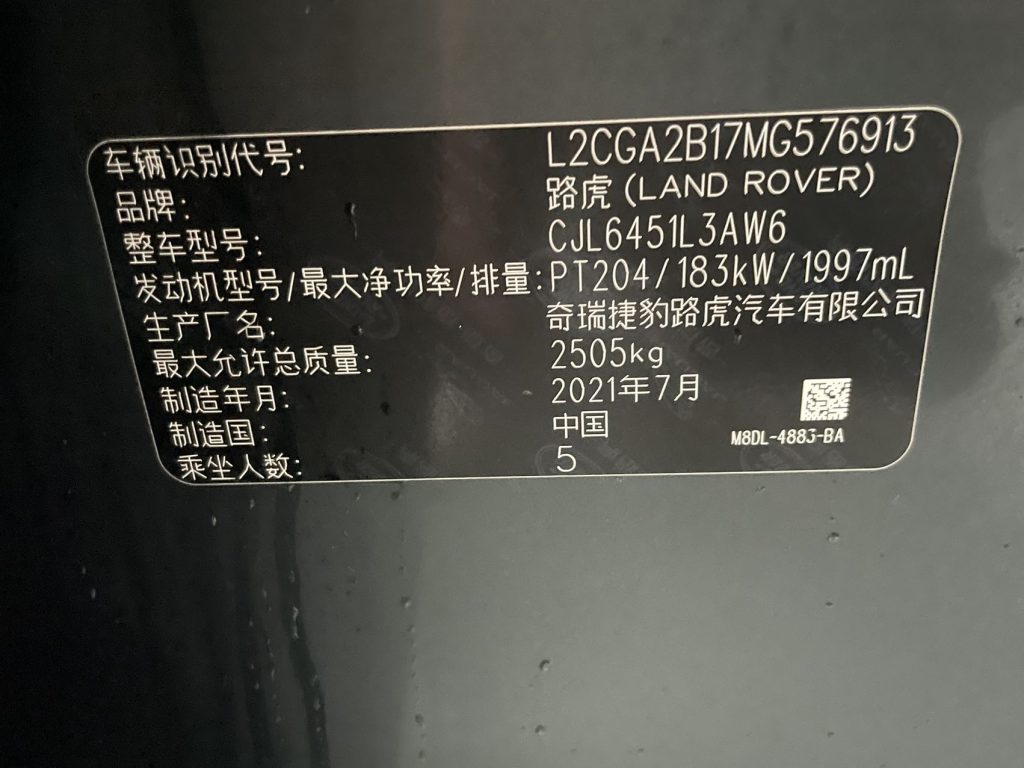 车辆识别代号: L2CGA2B17MG576913
品牌: 路虎 (LAND ROVER)
整车型号: CJL6451L3AW6
发动机型号/最大净功率/排量: PT204/183kW/1997mL
生产厂名: 奇瑞捷豹路虎汽车有限公司
最大允许总质量: 2505kg
制造年月: 2021年7月
制造国: 中国
乘坐人数: 5
M8DL-4883-BA